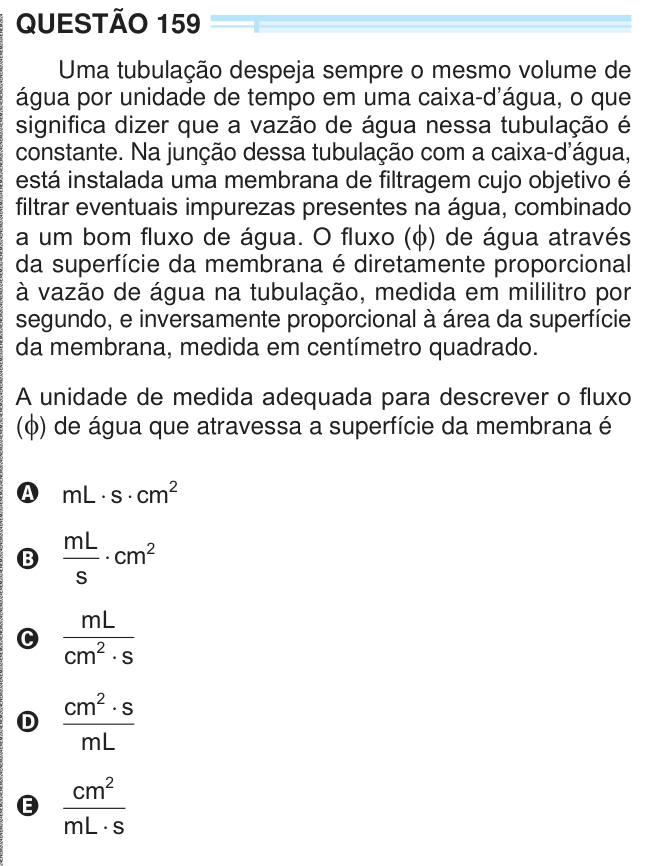 QUESTÃO 159
Uma tubulação despeja sempre o mesmo volume de
água por unidade de tempo em uma caixa-d’água, o que
significa dizer que a vazão de água nessa tubulação é
constante. Na junção dessa tubulação com a caixa-d’água,
está instalada uma membrana de filtragem cujo objetivo é
filtrar eventuais impurezas presentes na água, combinado
a um bom fluxo de água. O fluxo (ϕ) de água através
da superfície da membrana é diretamente proporcional
à vazão de água na tubulação, medida em mililitro por
segundo, e inversamente proporcional à área da superfície
da membrana, medida em centímetro quadrado.
A unidade de medida adequada para descrever o fluxo
(ϕ) de água que atravessa a superfície da membrana é
A mL · s · cm²
B mL/s · cm²
C mL/(cm² · s)
D (cm² · s)/mL
E cm²/(mL · s)